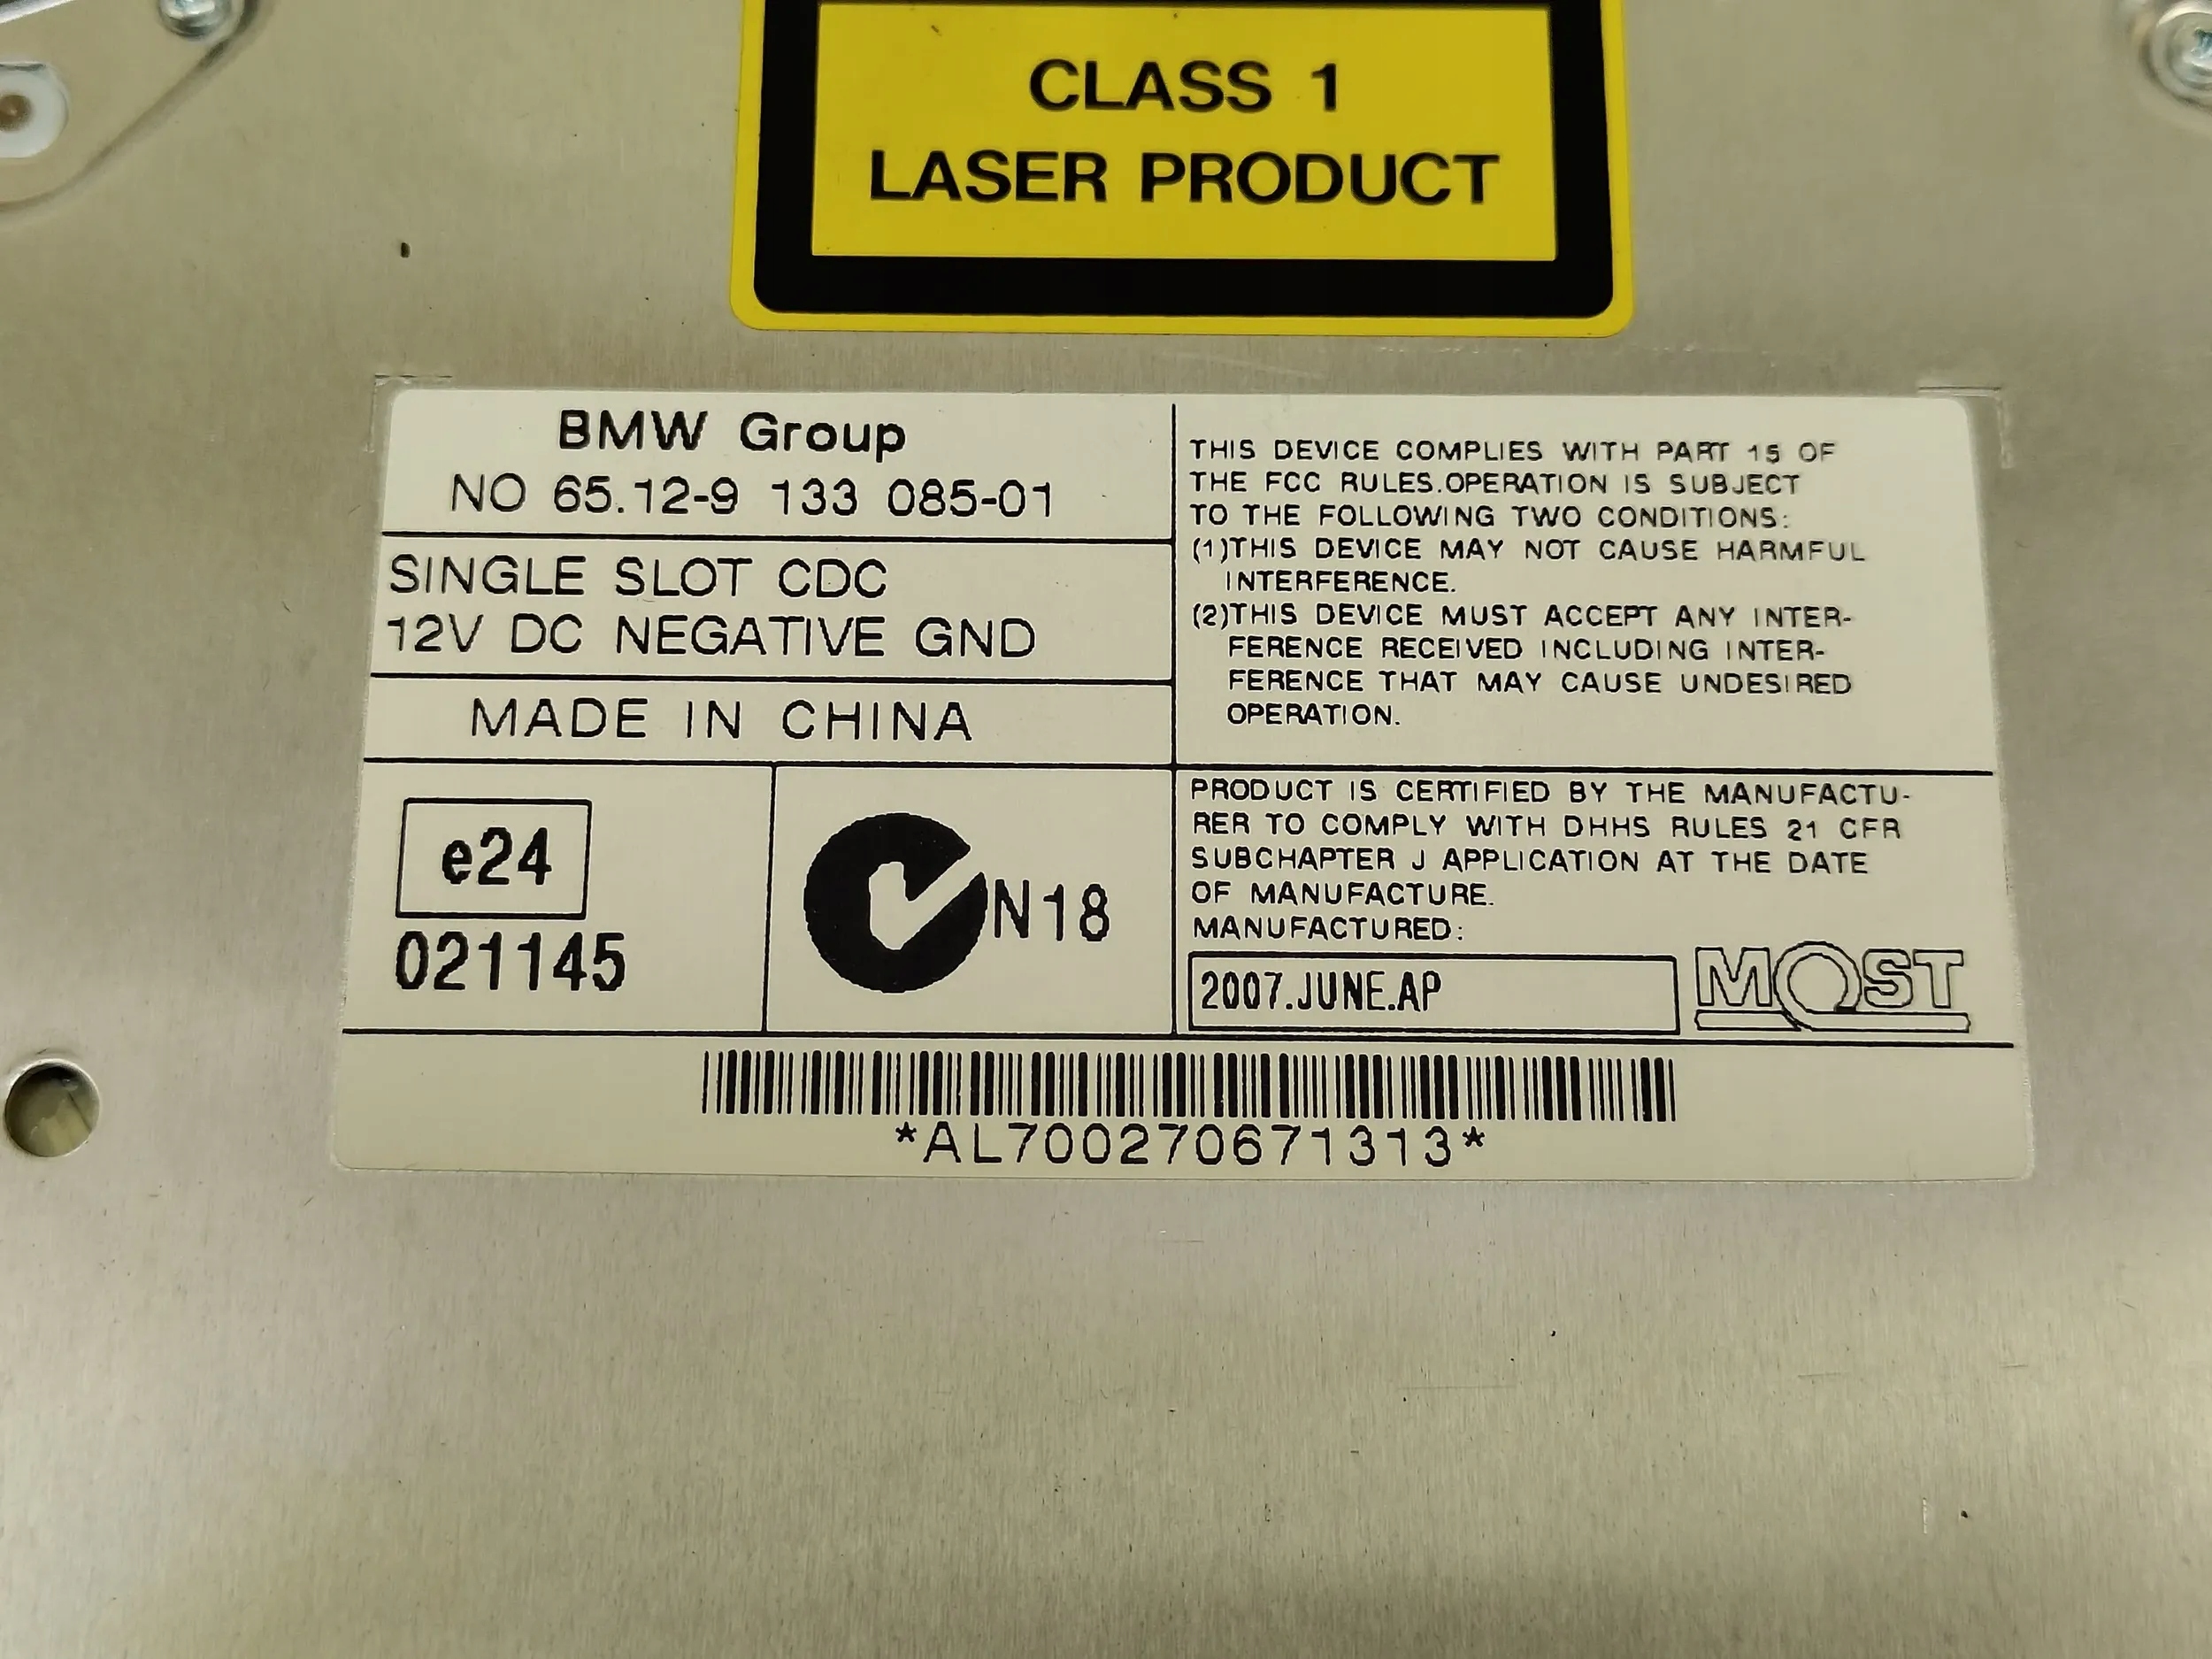 CLASS 1
LASER PRODUCT
BMW Group
NO 65.12-9 133 085-01
SINGLE SLOT CDC
12V DC NEGATIVE GND
MADE IN CHINA
e24
021145
N18
THIS DEVICE COMPLIES WITH PART 15 OF
THE FCC RULES.OPERATION IS SUBJECT
TO THE FOLLOWING TWO CONDITIONS:
(1)THIS DEVICE MAY NOT CAUSE HARMFUL
INTERFERENCE.
(2)THIS DEVICE MUST ACCEPT ANY INTER-
FERENCE RECEIVED INCLUDING INTER-
FERENCE THAT MAY CAUSE UNDESIRED
OPERATION.
PRODUCT IS CERTIFIED BY THE MANUFACTU-
RER TO COMPLY WITH DHHS RULES 21 CFR
SUBCHAPTER J APPLICATION AT THE DATE
OF MANUFACTURE.
MANUFACTURED:
2007.JUNE.AP
MOST
*AL700270671313*